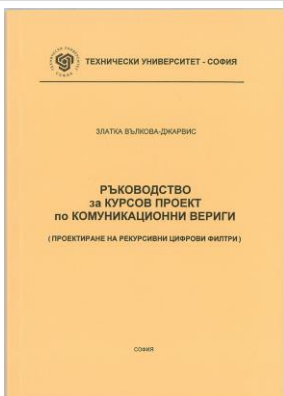 ТЕХНИЧЕСКИ УНИВЕРСИТЕТ - СОФИЯ
ЗЛАТКА ВЪЛКОВА-ДЖАРВИС
РЪКОВОДСТВО
за КУРСОВ ПРОЕКТ
по КОМУНИКАЦИОННИ ВЕРИГИ
( ПРОЕКТИРАНЕ НА РЕКУРСИВНИ ЦИФРОВИ ФИЛТРИ )
СОФИЯ